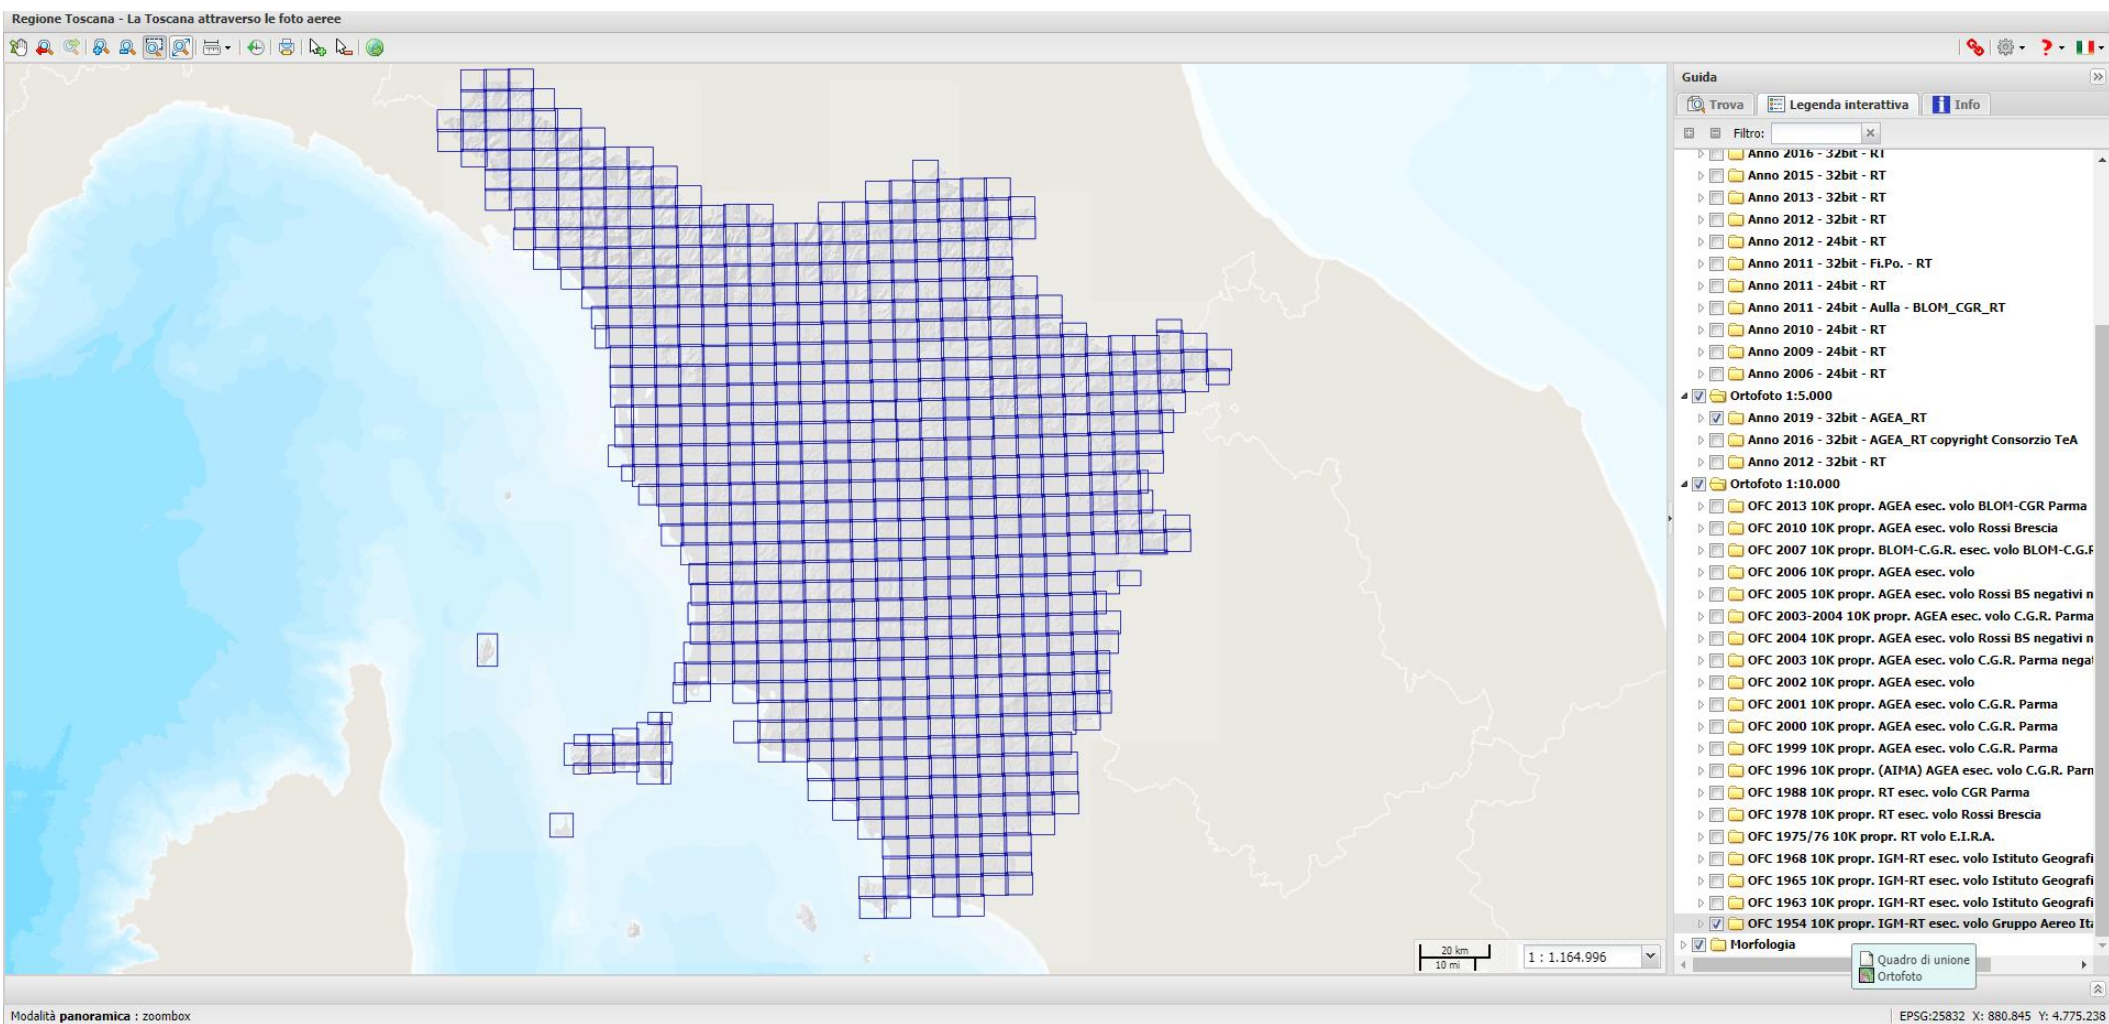 Regione Toscana - La Toscana attraverso le foto aeree
Guida
Trova
Legenda interattiva
Info
Filtro:
Anno 2016 - 32bit - RT
Anno 2015 - 32bit - RT
Anno 2013 - 32bit - RT
Anno 2012 - 32bit - RT
Anno 2012 - 24bit - RT
Anno 2011 - 32bit - Fi.Po. - RT
Anno 2011 - 24bit - RT
Anno 2011 - 24bit - Aulla - BLOM_CGR_RT
Anno 2010 - 24bit - RT
Anno 2009 - 24bit - RT
Anno 2006 - 24bit - RT
Ortofoto 1:5.000
Anno 2019 - 32bit - AGEA_RT
Anno 2016 - 32bit - AGEA_RT copyright Consorzio TeA
Anno 2012 - 32bit - RT
Ortofoto 1:10.000
OFC 2013 10K propr. AGEA esec. volo BLOM-CGR Parma
OFC 2010 10K propr. AGEA esec. volo Rossi Brescia
OFC 2007 10K propr. BLOM-C.G.R. esec. volo BLOM-C.G.R
OFC 2006 10K propr. AGEA esec. volo
OFC 2005 10K propr. AGEA esec. volo Rossi BS negativi n
OFC 2003-2004 10K propr. AGEA esec. volo C.G.R. Parma
OFC 2004 10K propr. AGEA esec. volo Rossi BS negativi n
OFC 2003 10K propr. AGEA esec. volo C.G.R. Parma negat
OFC 2002 10K propr. AGEA esec. volo
OFC 2001 10K propr. AGEA esec. volo C.G.R. Parma
OFC 2000 10K propr. AGEA esec. volo C.G.R. Parma
OFC 1999 10K propr. AGEA esec. volo C.G.R. Parma
OFC 1996 10K propr. (AIMA) AGEA esec. volo C.G.R. Parm
OFC 1988 10K propr. RT esec. volo CGR Parma
OFC 1978 10K propr. RT esec. volo Rossi Brescia
OFC 1975/76 10K propr. RT volo E.I.R.A.
OFC 1968 10K propr. IGM-RT esec. volo Istituto Geografi
OFC 1965 10K propr. IGM-RT esec. volo Istituto Geografi
OFC 1963 10K propr. IGM-RT esec. volo Istituto Geografi
OFC 1954 10K propr. IGM-RT esec. volo Gruppo Aereo Ita
Morfologia
Quadro di unione
Ortofoto
20 km
10 mi
1 : 1.164.996
Modalità panoramica : zoombox
EPSG:25832 X: 880.845 Y: 4.775.238